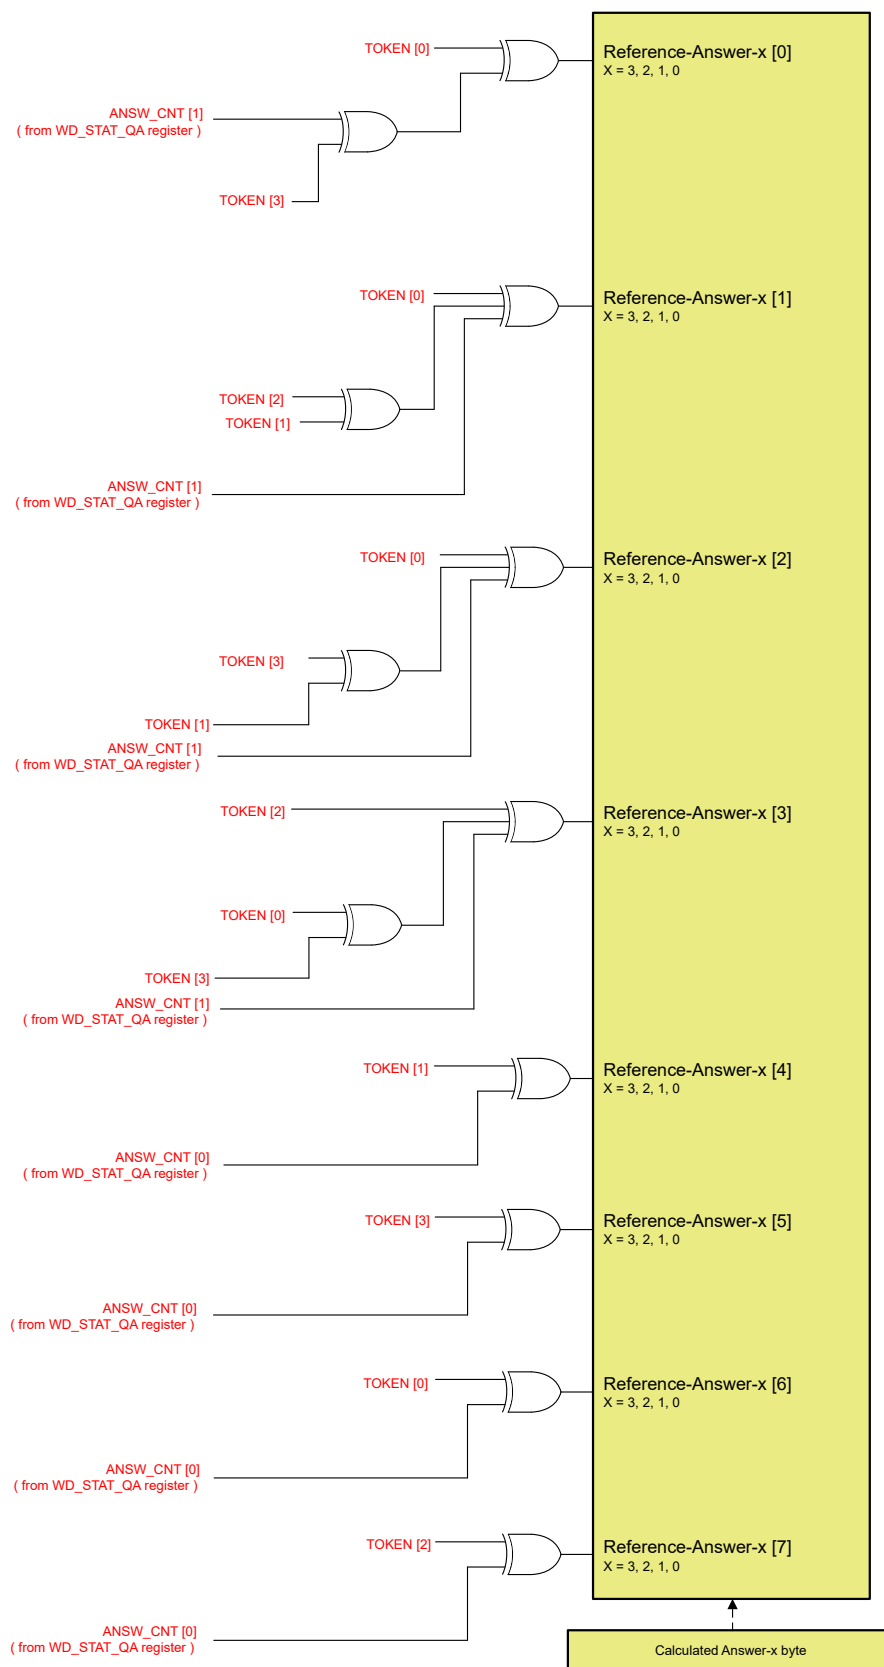 TOKEN [0]
Reference-Answer-x [0]
X = 3, 2, 1, 0
ANSW_CNT [1]
( from WD_STAT_QA register )
TOKEN [3]
TOKEN [0]
Reference-Answer-x [1]
X = 3, 2, 1, 0
TOKEN [2]
TOKEN [1]
ANSW_CNT [1]
( from WD_STAT_QA register )
TOKEN [0]
Reference-Answer-x [2]
X = 3, 2, 1, 0
TOKEN [3]
TOKEN [1]
ANSW_CNT [1]
( from WD_STAT_QA register )
TOKEN [2]
Reference-Answer-x [3]
X = 3, 2, 1, 0
TOKEN [0]
TOKEN [3]
ANSW_CNT [1]
( from WD_STAT_QA register )
TOKEN [1]
Reference-Answer-x [4]
X = 3, 2, 1, 0
ANSW_CNT [0]
( from WD_STAT_QA register )
TOKEN [3]
Reference-Answer-x [5]
X = 3, 2, 1, 0
ANSW_CNT [0]
( from WD_STAT_QA register )
TOKEN [0]
Reference-Answer-x [6]
X = 3, 2, 1, 0
ANSW_CNT [0]
( from WD_STAT_QA register )
TOKEN [2]
Reference-Answer-x [7]
X = 3, 2, 1, 0
ANSW_CNT [0]
( from WD_STAT_QA register )
Calculated Answer-x byte